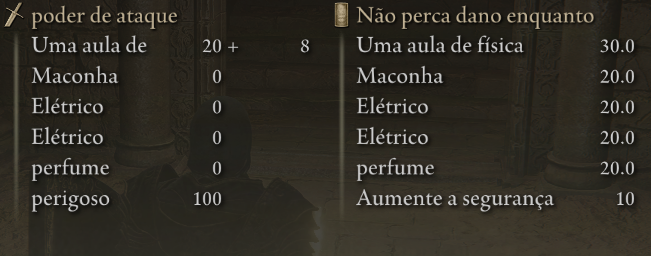 poder de ataque
Uma aula de 20 + 8
Maconha 0
Elétrico 0
Elétrico 0
perfume 0
perigoso 100
Não perca dano enquanto
Uma aula de física 30.0
Maconha 20.0
Elétrico 20.0
Elétrico 20.0
perfume 20.0
Aumente a segurança 10